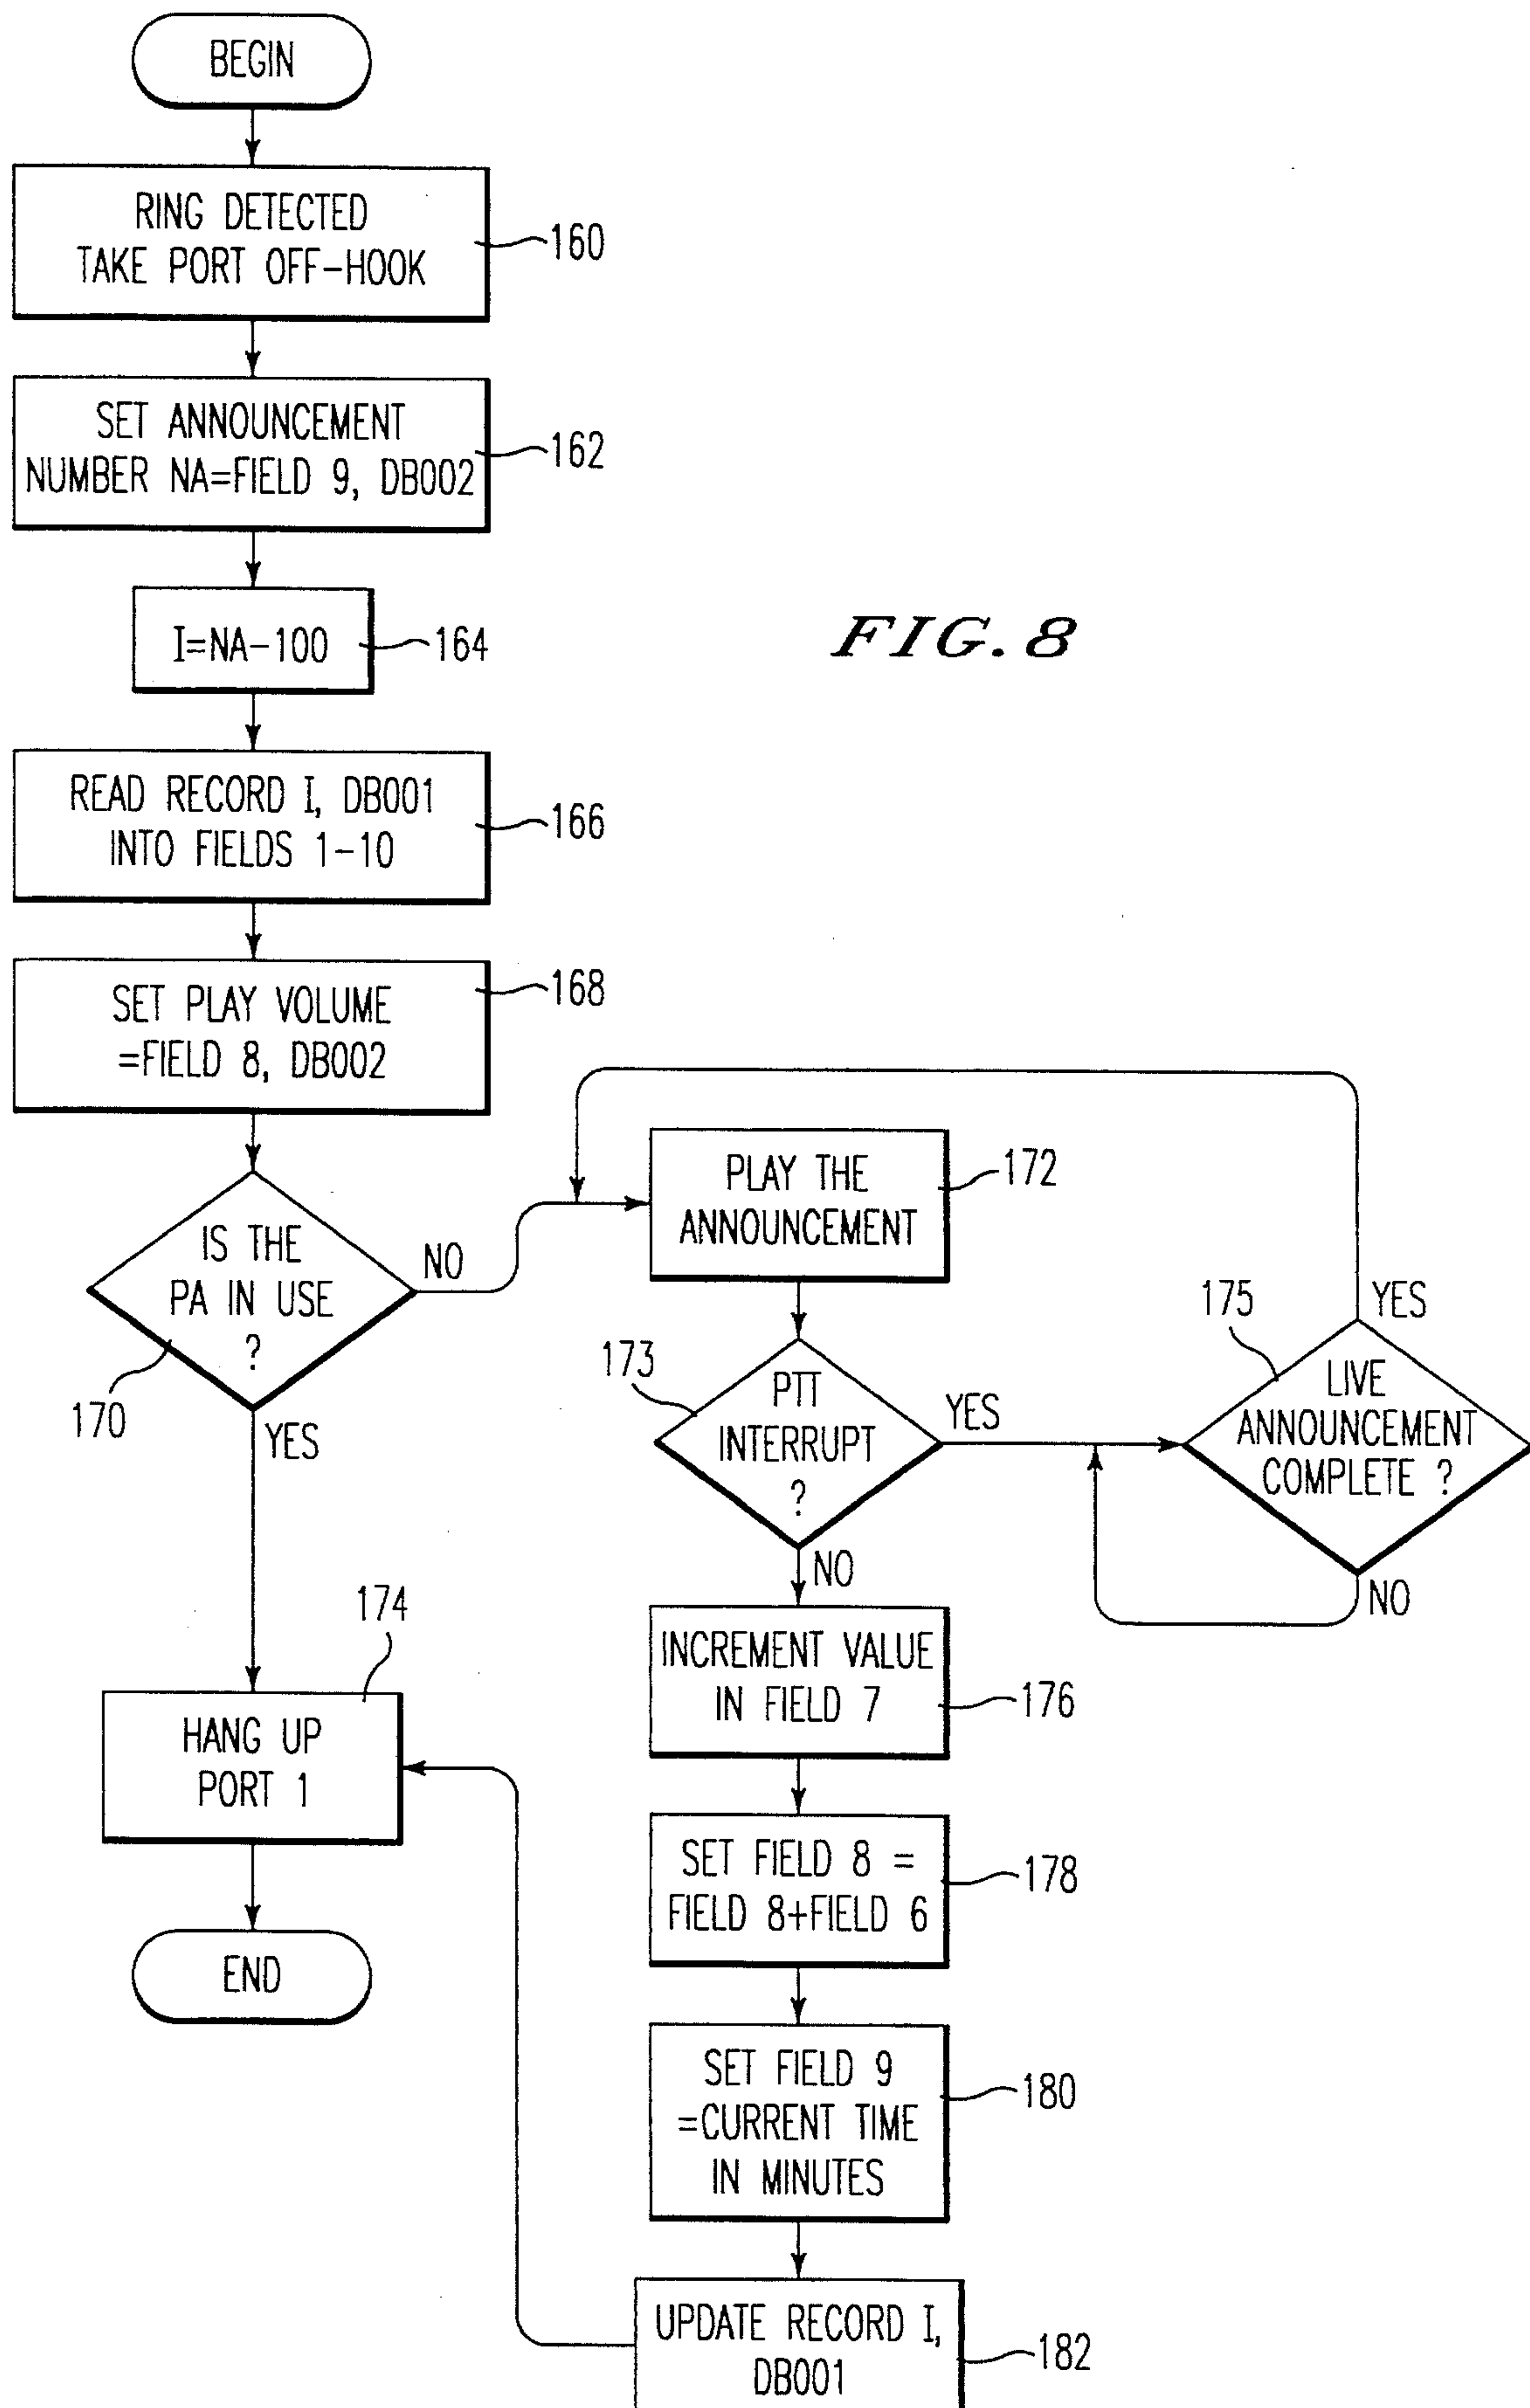 BEGIN
RING DETECTED
TAKE PORT OFF-HOOK
160
SET ANNOUNCEMENT
NUMBER NA=FIELD 9, DB002
162
I=NA-100
164
FIG. 8
READ RECORD I, DB001
INTO FIELDS 1-10
166
SET PLAY VOLUME
=FIELD 8, DB002
168
IS THE
PA IN USE
?
170
NO
YES
PLAY THE
ANNOUNCEMENT
172
173
PTT
INTERRUPT
?
YES
NO
175
LIVE
ANNOUNCEMENT
COMPLETE ?
YES
NO
174
HANG UP
PORT 1
END
INCREMENT VALUE
IN FIELD 7
176
SET FIELD 8 =
FIELD 8+FIELD 6
178
SET FIELD 9
=CURRENT TIME
IN MINUTES
180
UPDATE RECORD I,
DB001
182